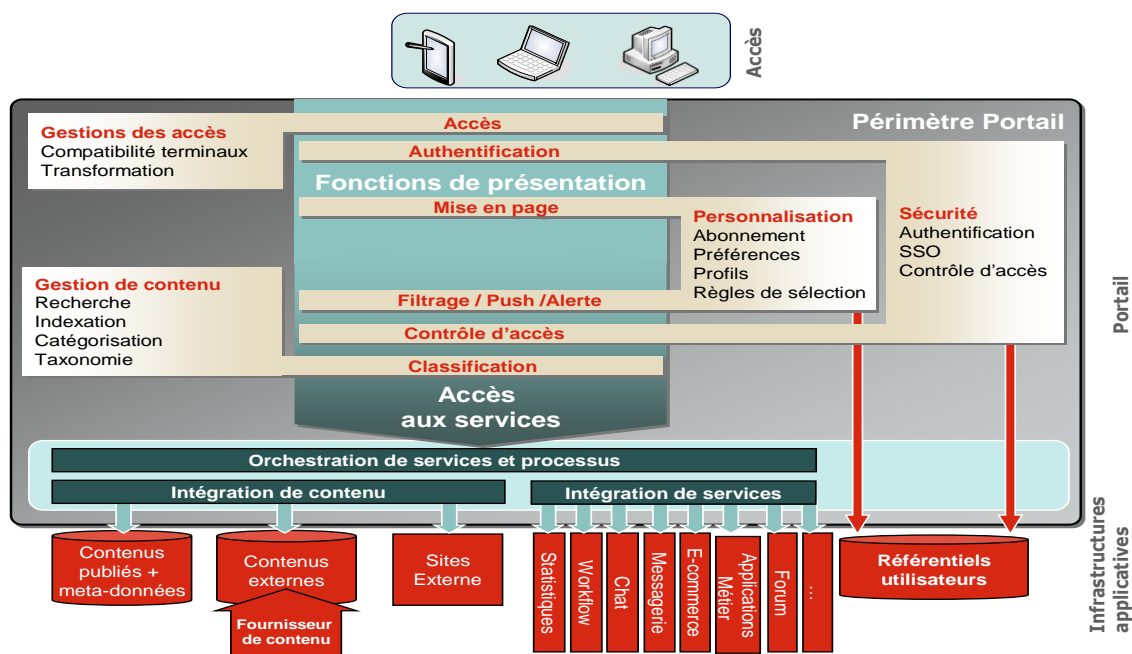 Accès
Périmètre Portail
Gestions des accès
Compatibilité terminaux
Transformation
Accès
Authentification
Fonctions de présentation
Mise en page
Personnalisation
Abonnement
Préférences
Profils
Règles de sélection
Sécurité
Authentification
SSO
Contrôle d'accès
Gestion de contenu
Recherche
Indexation
Catégorisation
Taxonomie
Filtrage / Push /Alerte
Contrôle d'accès
Classification
Accès
aux services
Portail
Orchestration de services et processus
Intégration de contenu
Intégration de services
Contenus
publiés +
meta-données
Contenus
externes
Fournisseur
de contenu
Sites
Externe
Statistiques
Workflow
Chat
Messagerie
E-commerce
Applications
Métier
Forum
...
Référentiels
utilisateurs
Infrastructures
applicatives